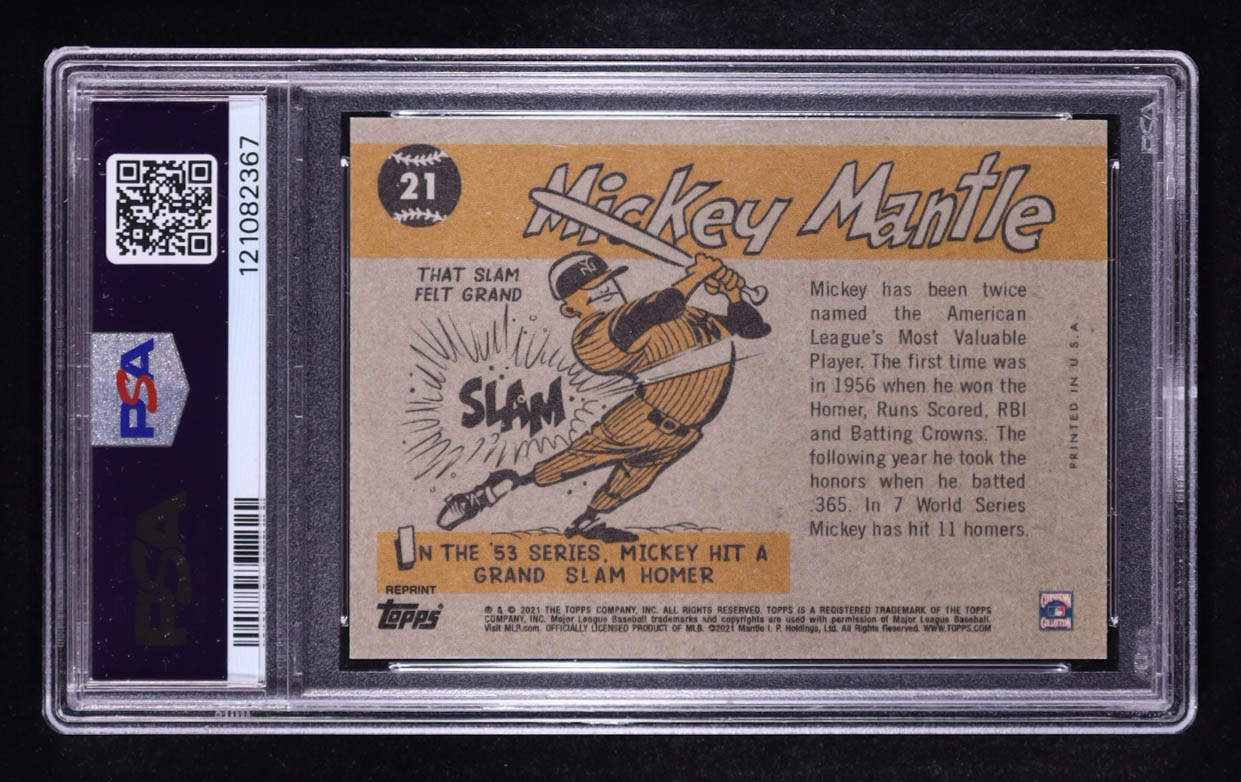 121082367
PSA
PSA
PSA
21
Mickey Mantle
THAT SLAM
FELT GRAND
NY
SLAM
Mickey has been twice
named the American
League's Most Valuable
Player. The first time was
in 1956 when he won the
Homer, Runs Scored, RBI
and Batting Crowns. The
following year he took the
honors when he batted
.365. In 7 World Series
Mickey has hit 11 homers.
PRINTED IN U.S.A.
IN THE '53 SERIES, MICKEY HIT A
GRAND SLAM HOMER
REPRINT
topps
® & © 2021 THE TOPPS COMPANY, INC. ALL RIGHTS RESERVED. TOPPS IS A REGISTERED TRADEMARK OF THE TOPPS
COMPANY, INC. Major League Baseball trademarks and copyrights are used with permission of Major League Baseball.
Visit MLB.com. OFFICIALLY LICENSED PRODUCT OF MLB. ©2021 Mantle I. P. Holdings, Ltd. All Rights Reserved. WWW.TOPPS.COM
COOPERSTOWN
COLLECTION